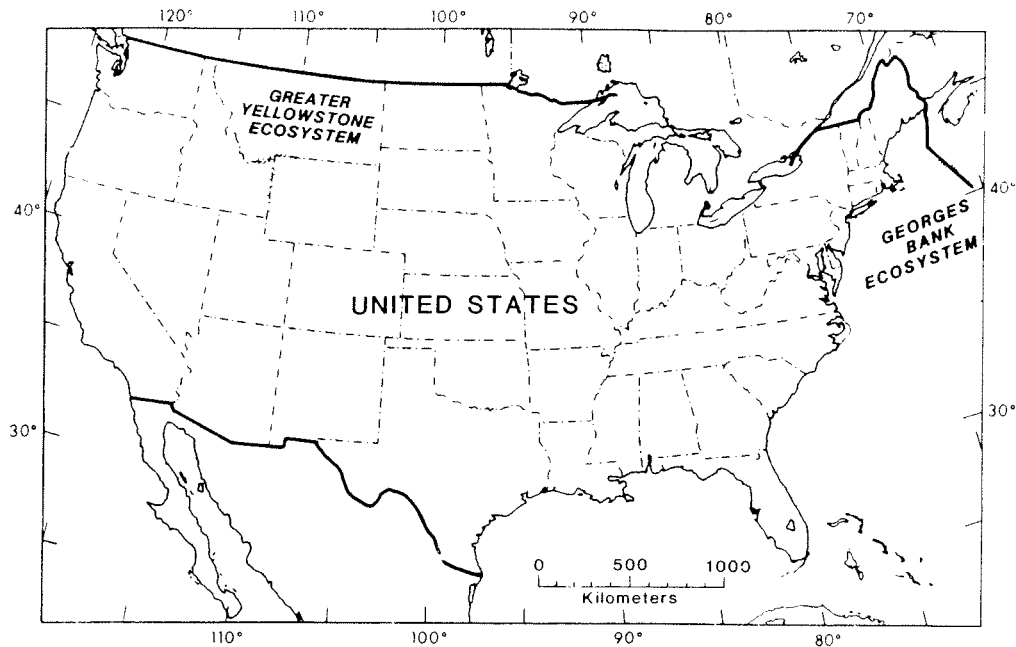 120° 110° 100° 90° 80° 70°
GREATER
YELLOWSTONE
ECOSYSTEM
40° 40°
GEORGES
BANK
ECOSYSTEM
UNITED STATES
30° 30°
0 500 1000
Kilometers
110° 100° 90° 80°